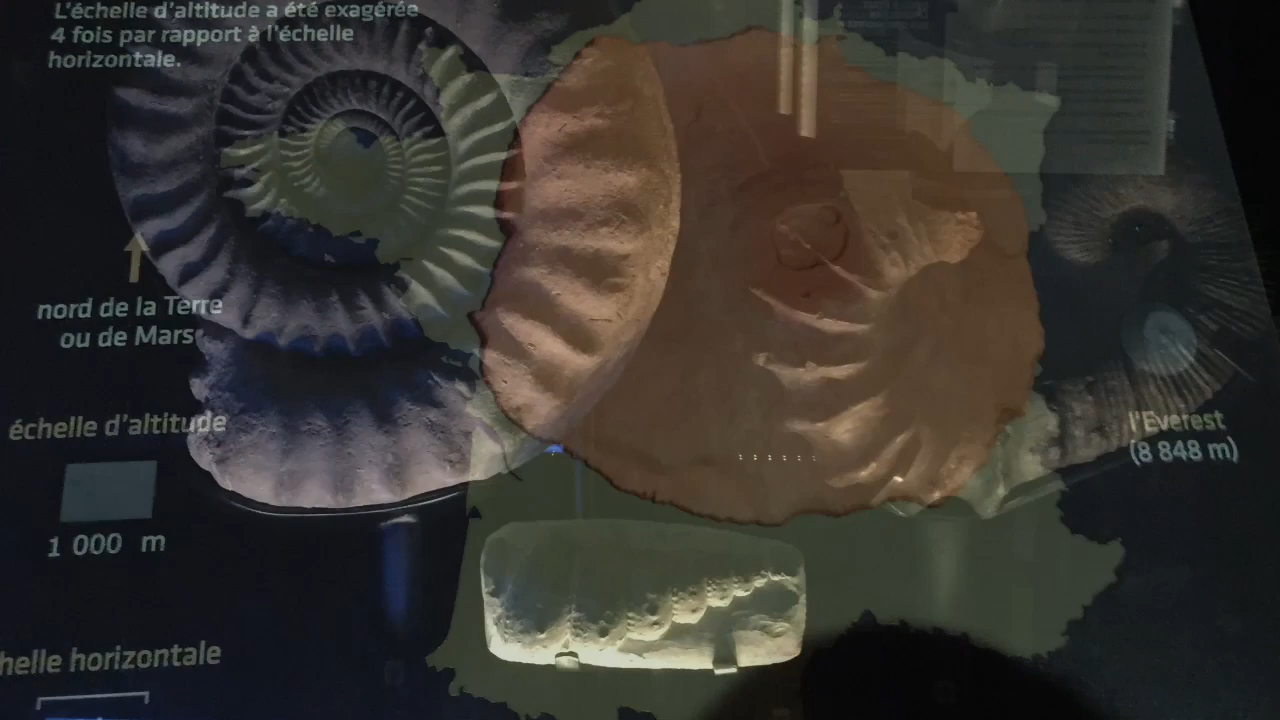 L'échelle d'altitude a été exagérée
4 fois par rapport à l'échelle
horizontale.
nord de la Terre
ou de Mars
échelle d'altitude
1 000 m
helle horizontale
l'Everest
(8 848 m)